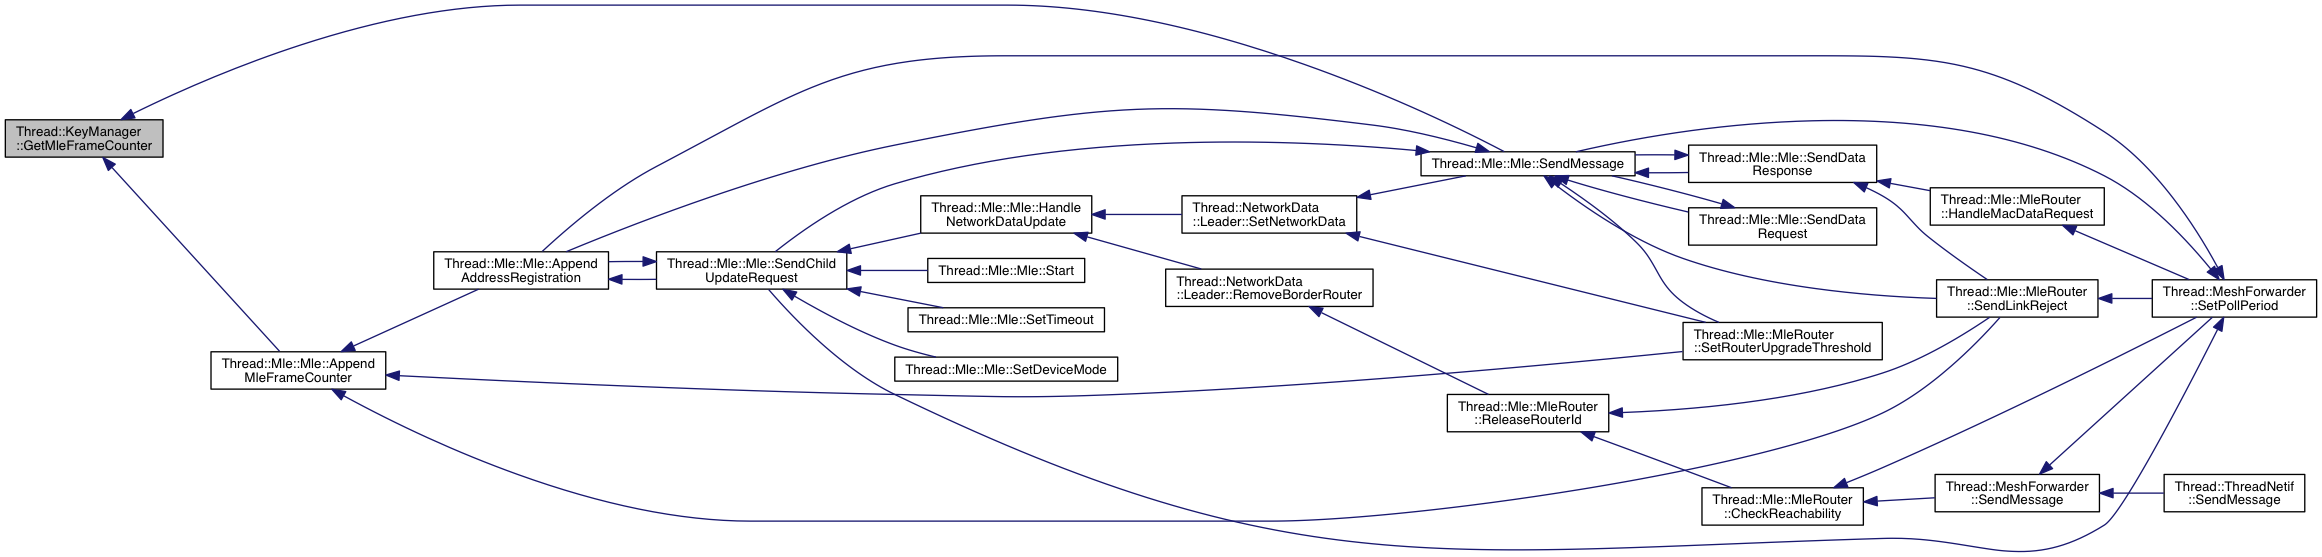 Thread::KeyManager
::GetMleFrameCounter
Thread::Mle::Mle::Append
MleFrameCounter
Thread::Mle::Mle::Append
AddressRegistration
Thread::Mle::Mle::SendChild
UpdateRequest
Thread::Mle::Mle::Handle
NetworkDataUpdate
Thread::Mle::Mle::Start
Thread::Mle::Mle::SetTimeout
Thread::Mle::Mle::SetDeviceMode
Thread::NetworkData
::Leader::SetNetworkData
Thread::NetworkData
::Leader::RemoveBorderRouter
Thread::Mle::Mle::SendMessage
Thread::Mle::MleRouter
::ReleaseRouterId
Thread::Mle::Mle::SendData
Response
Thread::Mle::Mle::SendData
Request
Thread::Mle::MleRouter
::SetRouterUpgradeThreshold
Thread::Mle::MleRouter
::CheckReachability
Thread::Mle::MleRouter
::HandleMacDataRequest
Thread::Mle::MleRouter
::SendLinkReject
Thread::MeshForwarder
::SendMessage
Thread::MeshForwarder
::SetPollPeriod
Thread::ThreadNetif
::SendMessage